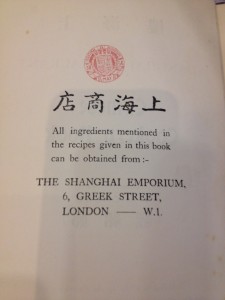 店商海上
All ingredients mentioned in
the recipes given in this book
can be obtained from :-
THE SHANGHAI EMPORIUM,
6, GREEK STREET,
LONDON —— W.1.